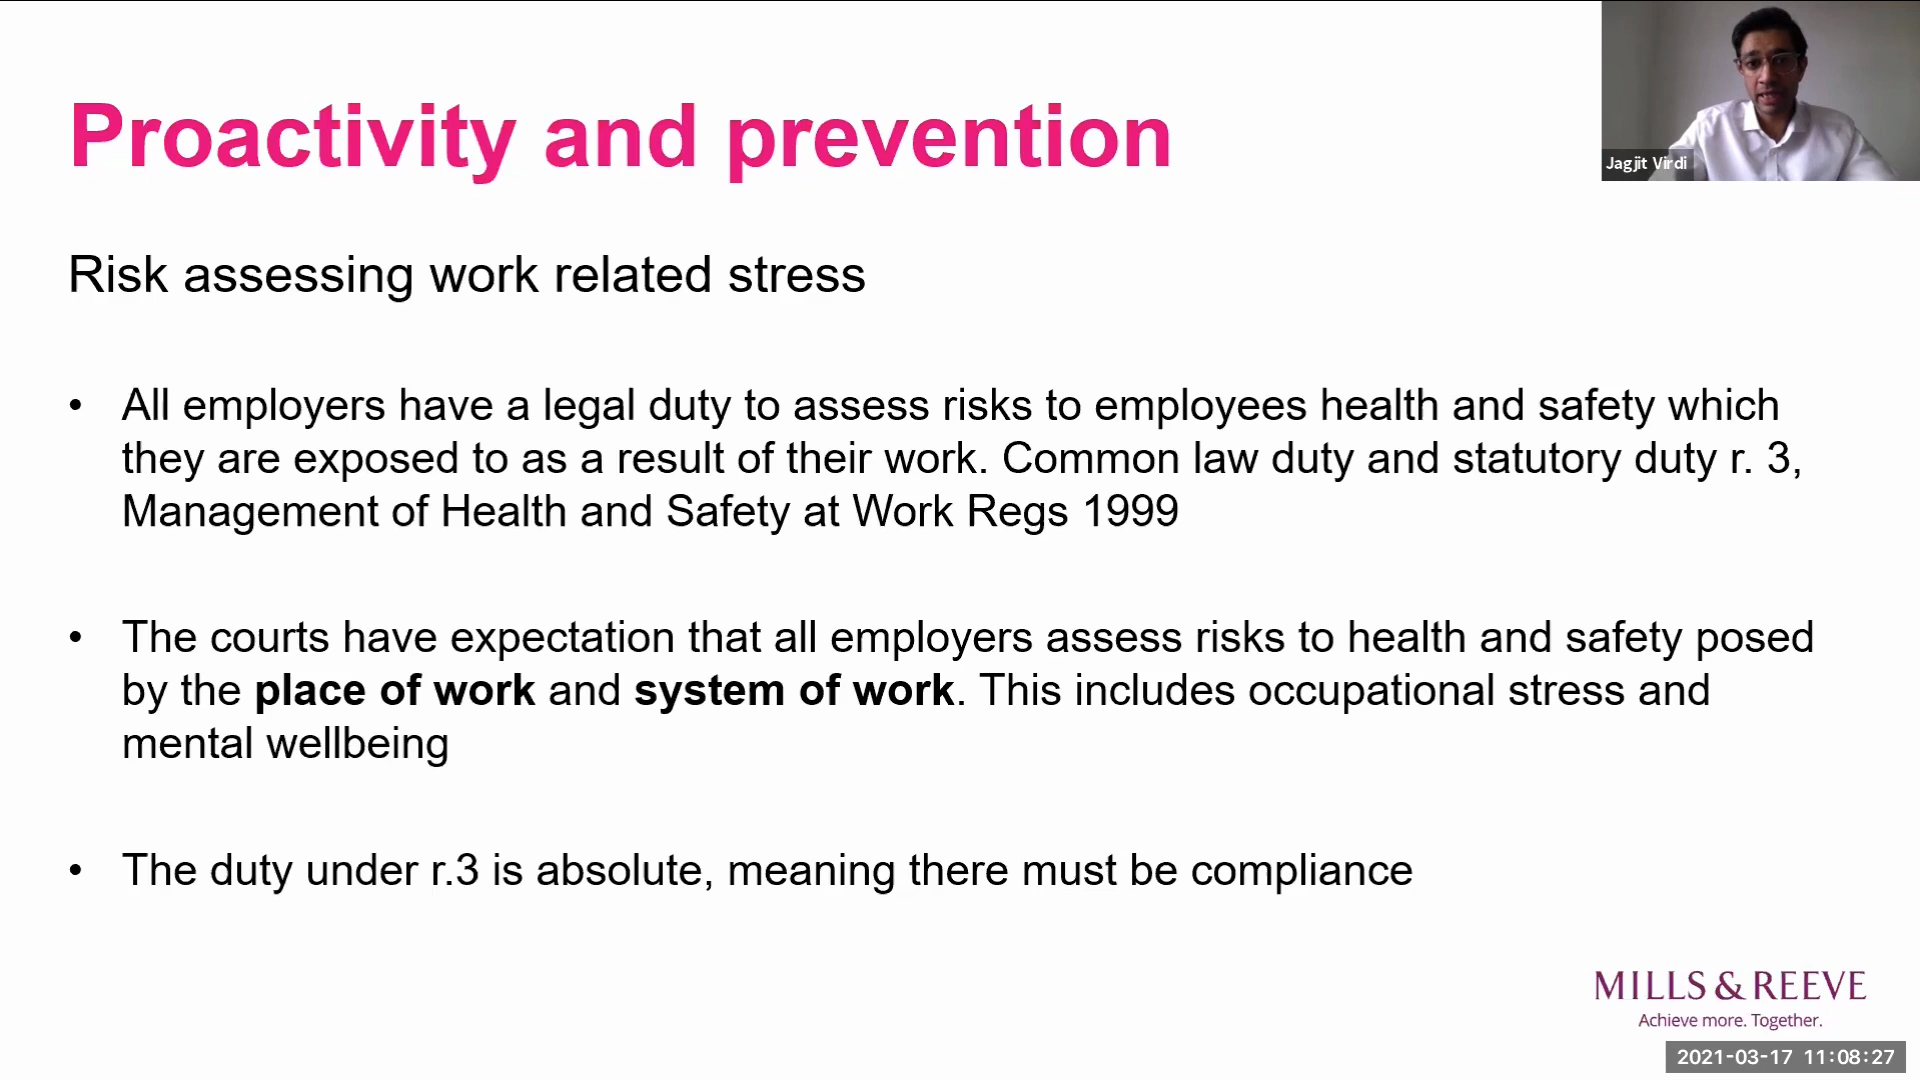 Proactivity and prevention
Jagjit Virdi
Risk assessing work related stress
• All employers have a legal duty to assess risks to employees health and safety which
they are exposed to as a result of their work. Common law duty and statutory duty r. 3,
Management of Health and Safety at Work Regs 1999
• The courts have expectation that all employers assess risks to health and safety posed
by the place of work and system of work. This includes occupational stress and
mental wellbeing
• The duty under r.3 is absolute, meaning there must be compliance
MILLS & REEVE
Achieve more. Together.
2021-03-17 11:08:27